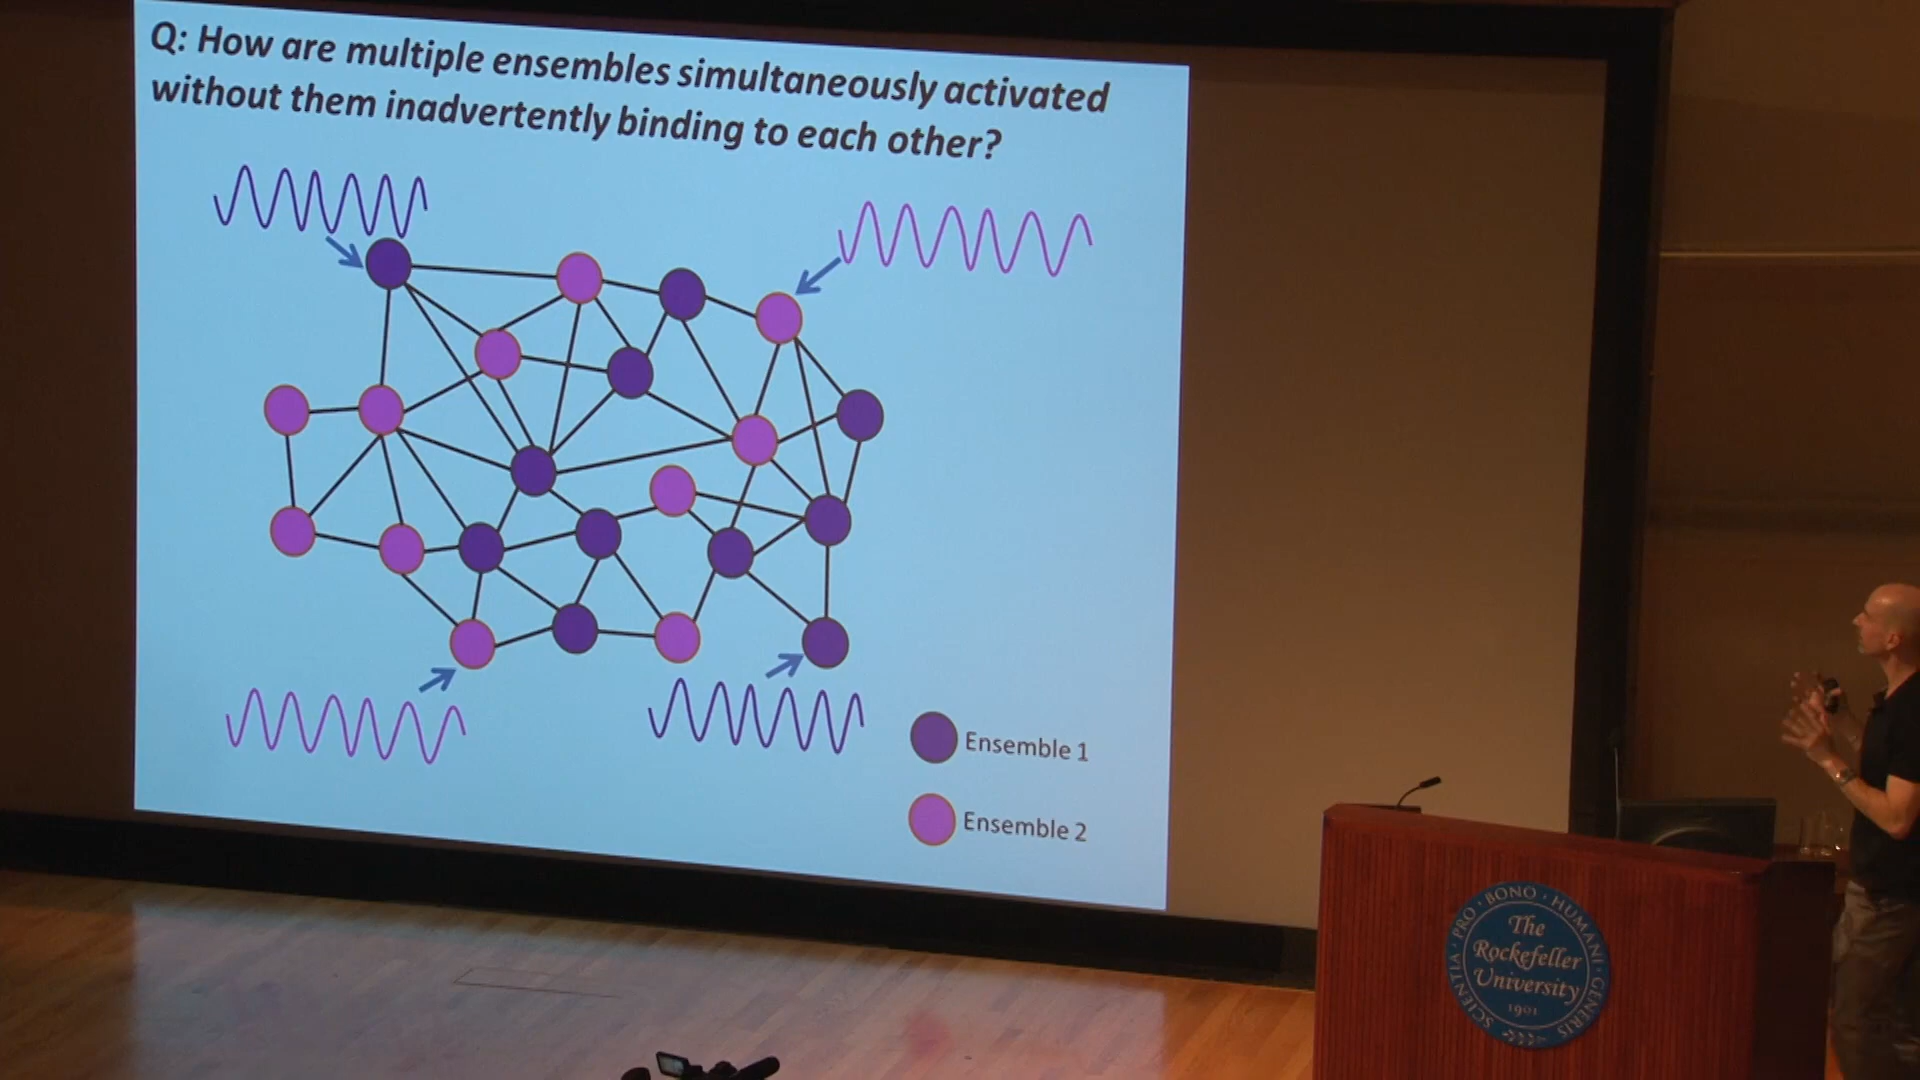 Q: How are multiple ensembles simultaneously activated
without them inadvertently binding to each other?
Ensemble 1
Ensemble 2
SCIENTIA · PRO · BONO · HUMANI · GENERIS
The
Rockefeller
University
1901